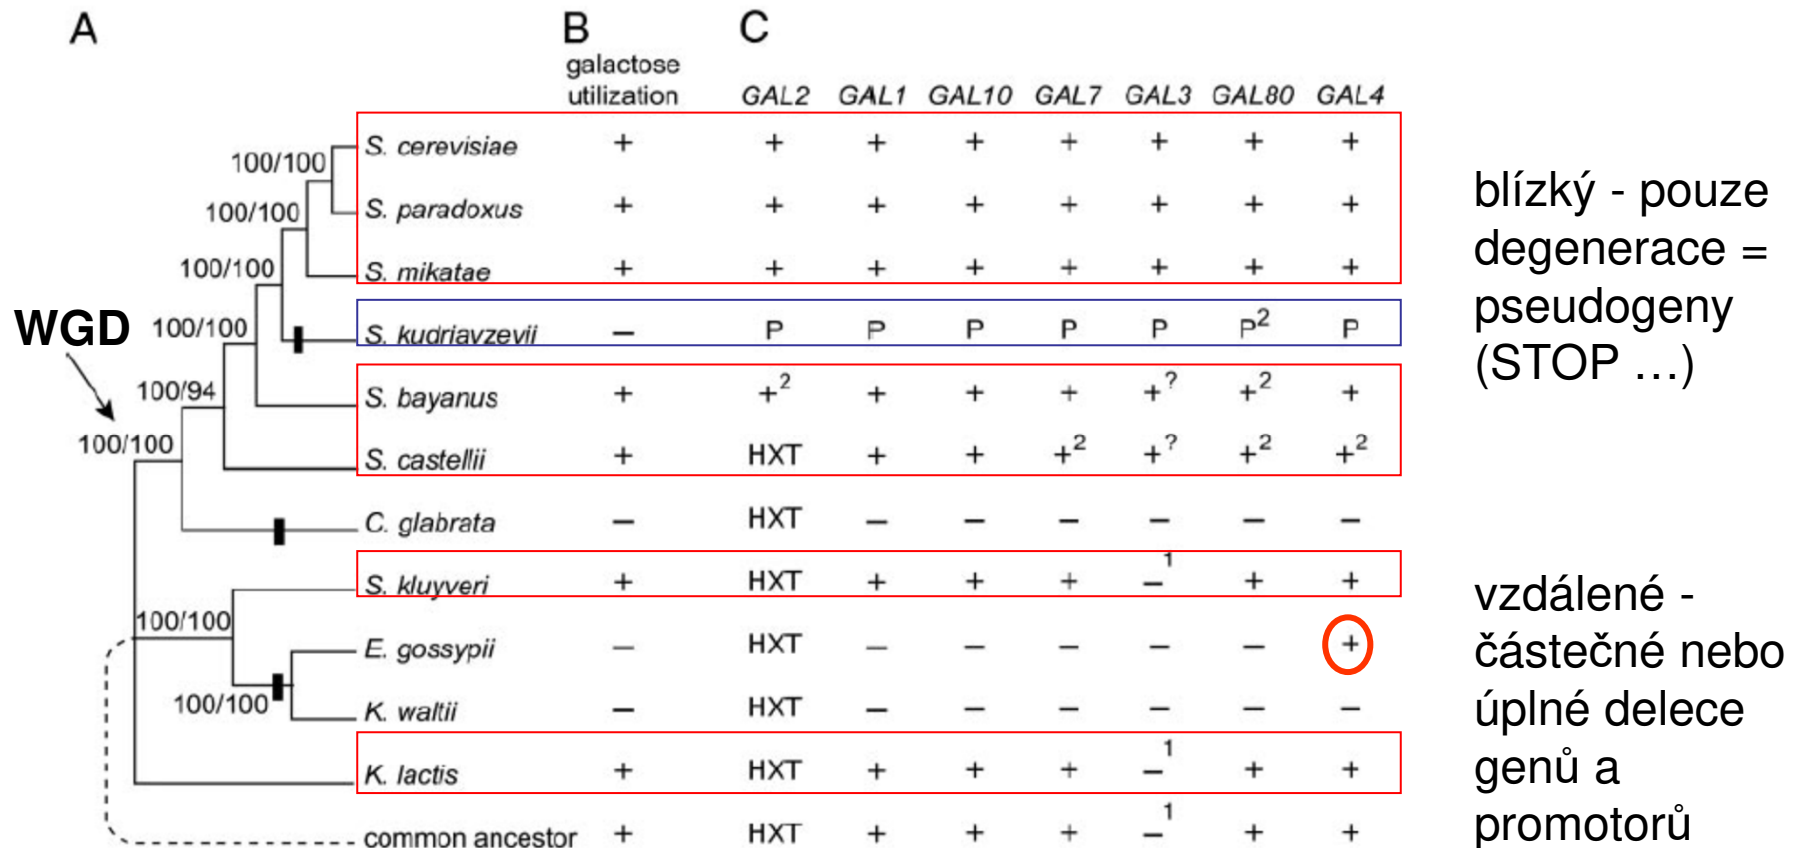 A B C
galactose
utilization GAL2 GAL1 GAL10 GAL7 GAL3 GAL80 GAL4
100/100 S. cerevisiae + + + + + + + +
100/100 S. paradoxus + + + + + + + +
100/100 S. mikatae + + + + + + + +
WGD 100/100 S. kudriavzevii – P P P P P P² P
100/94 S. bayanus + +² + + + +? +² +
100/100 S. castellii + HXT + + +² +? +² +²
C. glabrata – HXT – – – – – –
S. kluyveri + HXT + + + –¹ + +
100/100 E. gossypii – HXT – – – – – +
100/100 K. waltii – HXT – – – – – –
K. lactis + HXT + + + –¹ + +
common ancestor + HXT + + + –¹ + +
blízký - pouze
degenerace =
pseudogeny
(STOP …)
vzdálené -
částečné nebo
úplné delece
genů a
promotorů